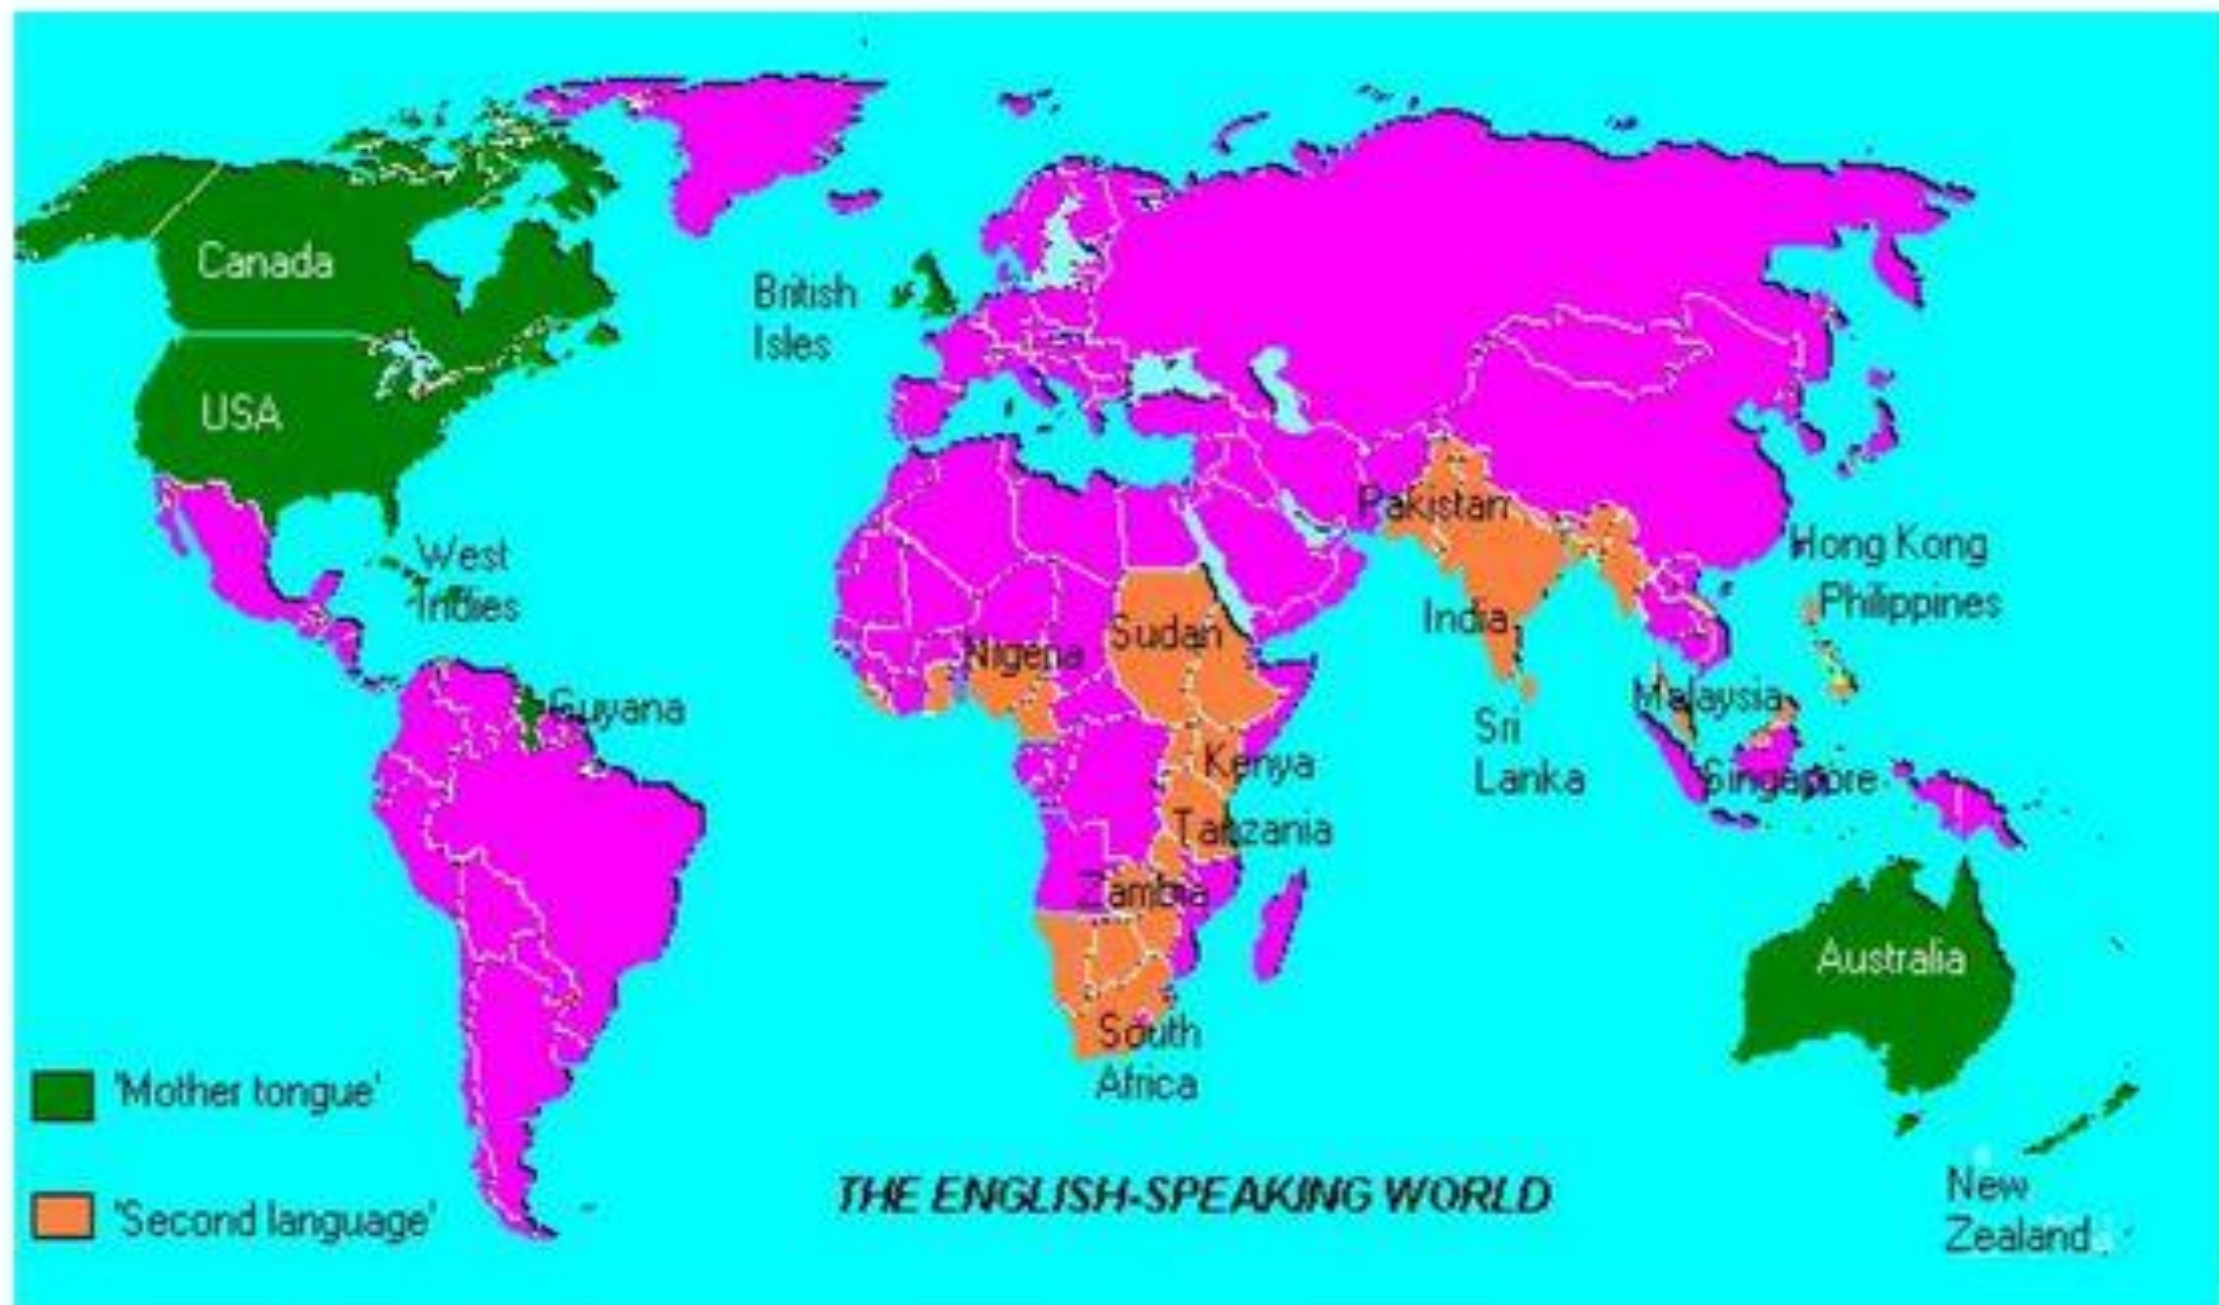 Canada
British
Isles
USA
Pakistan
Hong Kong
West
Indies
Philippines
India
Sudan
Nigeria
Malaysia
Guyana
Sri
Lanka
Kenya
Singapore
Tanzania
Zambia
Australia
South
Africa
'Mother tongue'
THE ENGLISH-SPEAKING WORLD
New
Zealand
'Second language'